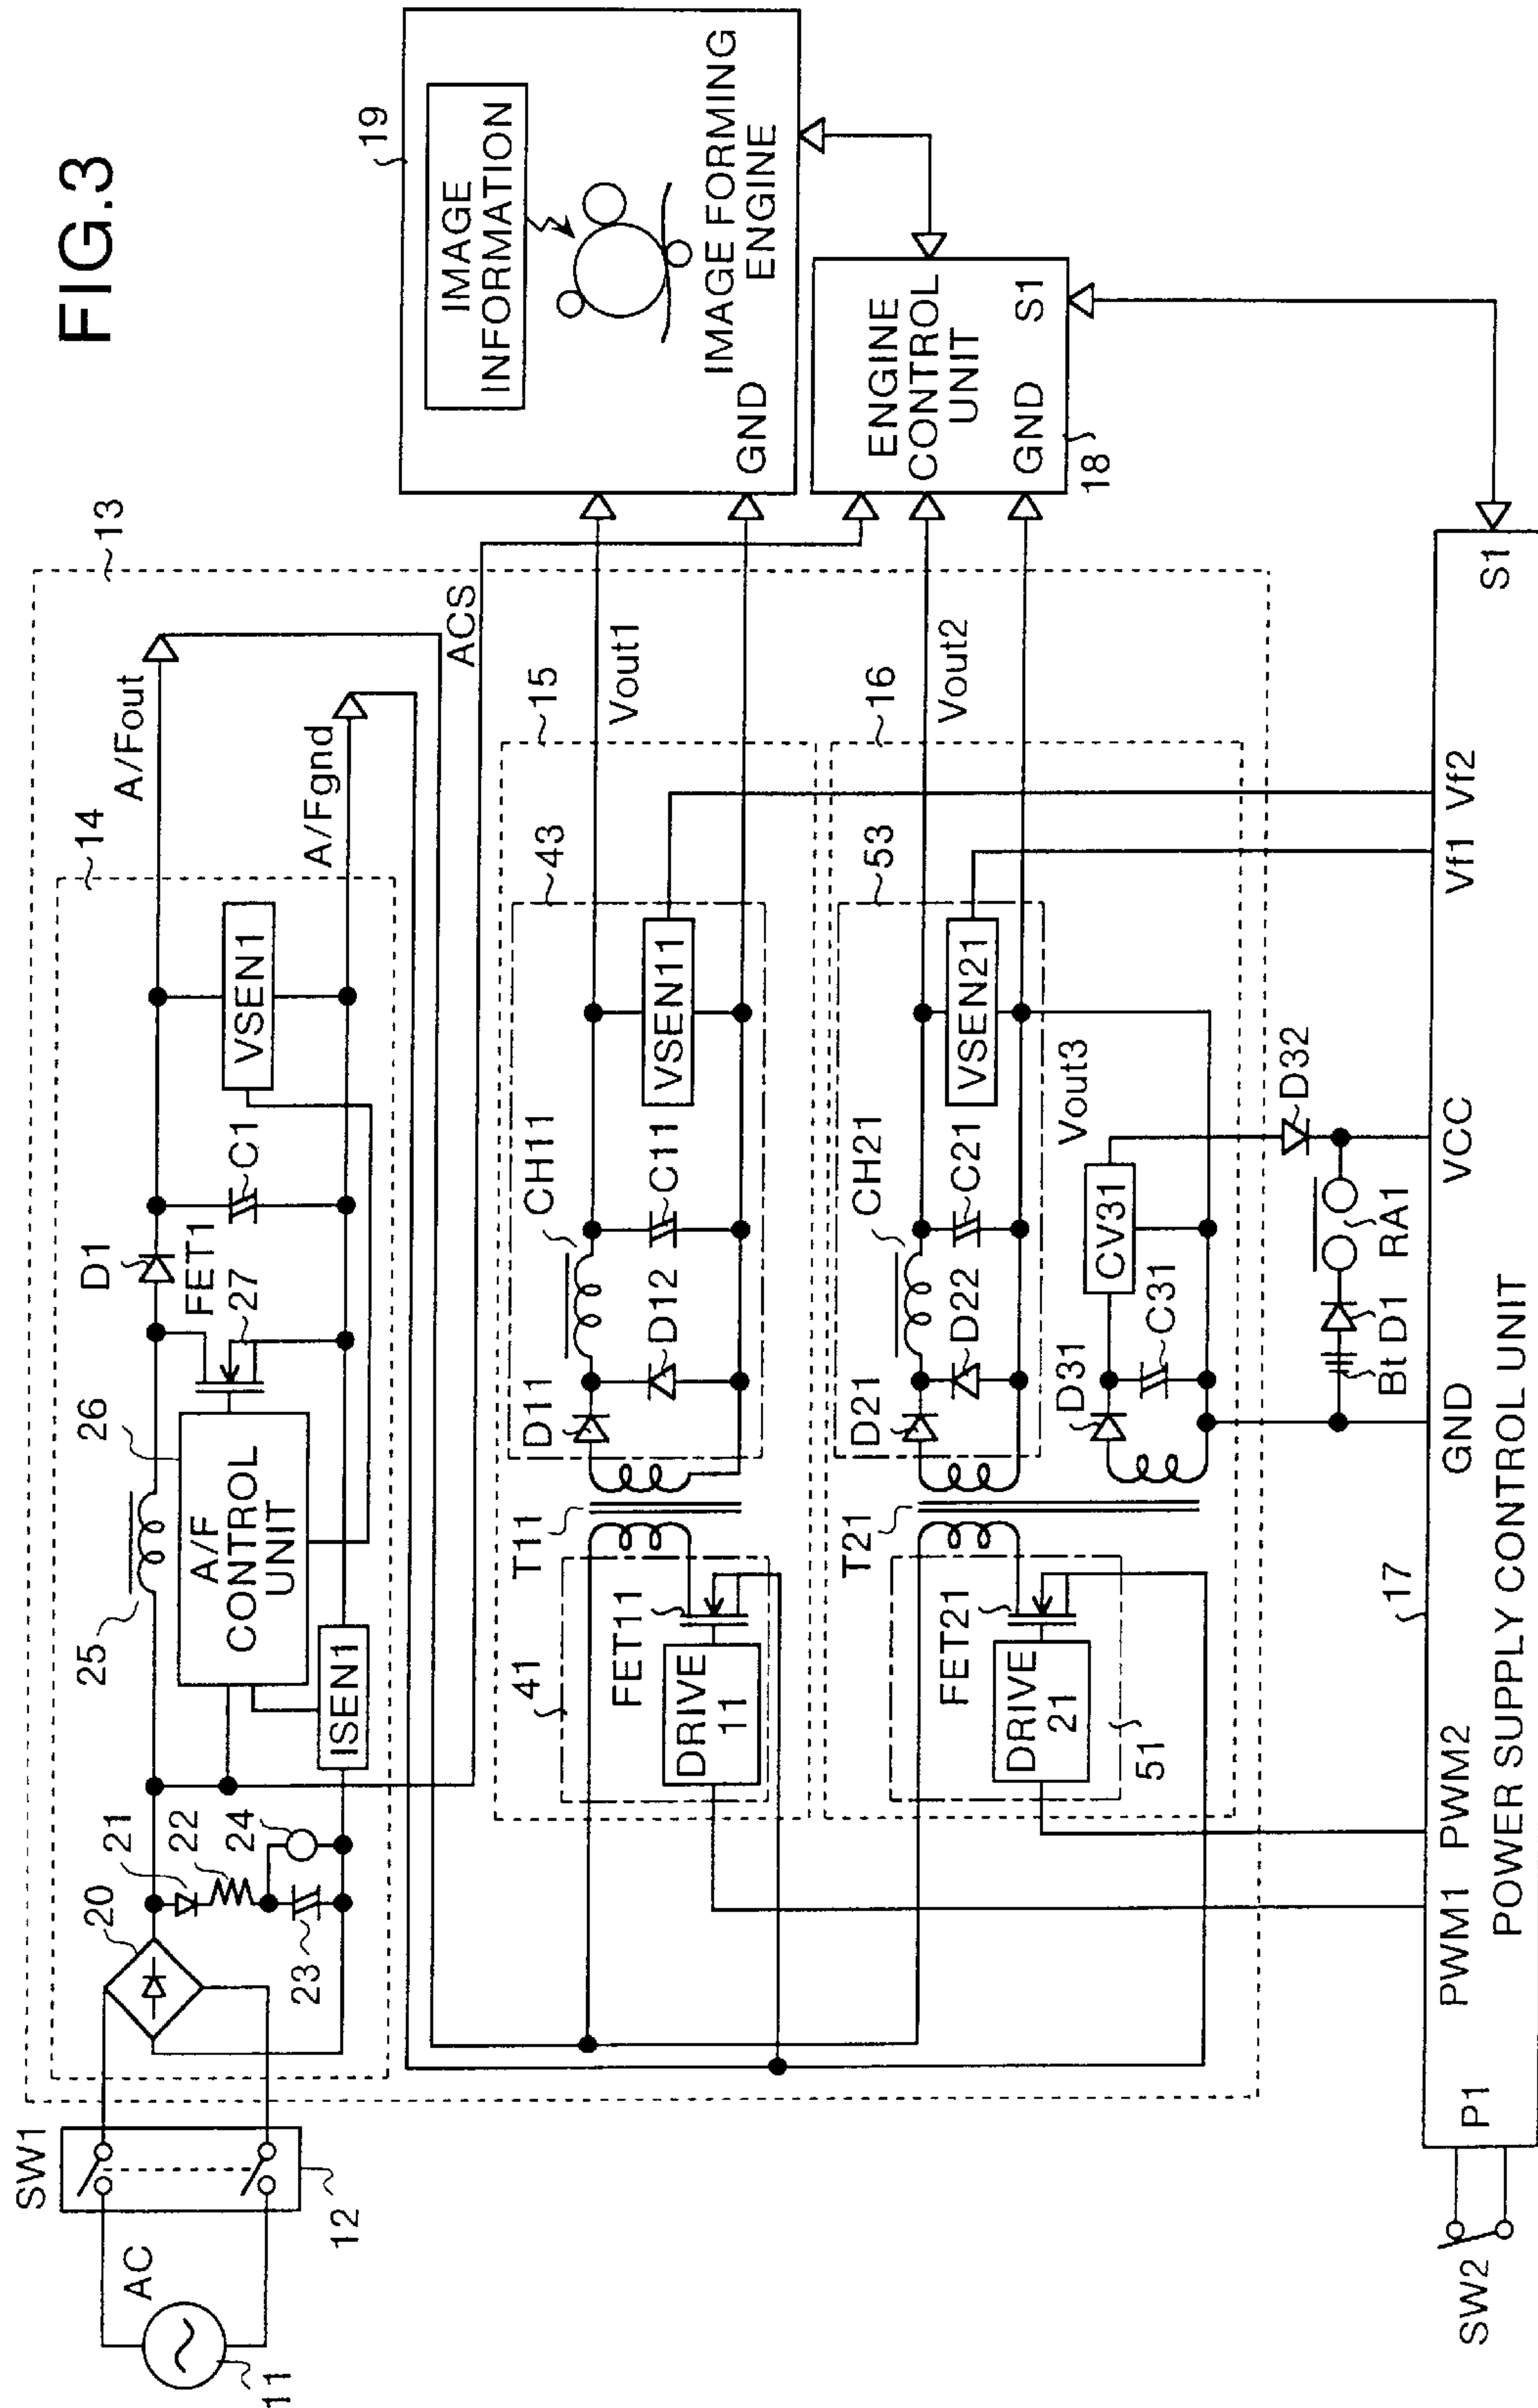 FIG.3
SW1
AC
11
12
13
14
20
21
22
23
24
25
26
A/F
CONTROL
UNIT
ISEN1
FET1
27
D1
C1
VSEN1
A/Fout
A/Fgnd
ACS
15
41
FET11
DRIVE
11
T11
D11
D12
CH11
C11
VSEN11
43
Vout1
16
51
FET21
DRIVE
21
T21
D21
D22
CH21
C21
VSEN21
53
Vout2
D31
C31
CV31
Vout3
D32
Bt
D1
RA1
19
IMAGE
INFORMATION
IMAGE FORMING
ENGINE
GND
ENGINE
CONTROL
UNIT
GND
S1
18
SW2
P1
PWM1
PWM2
17
GND
VCC
Vf1
Vf2
S1
POWER SUPPLY CONTROL UNIT